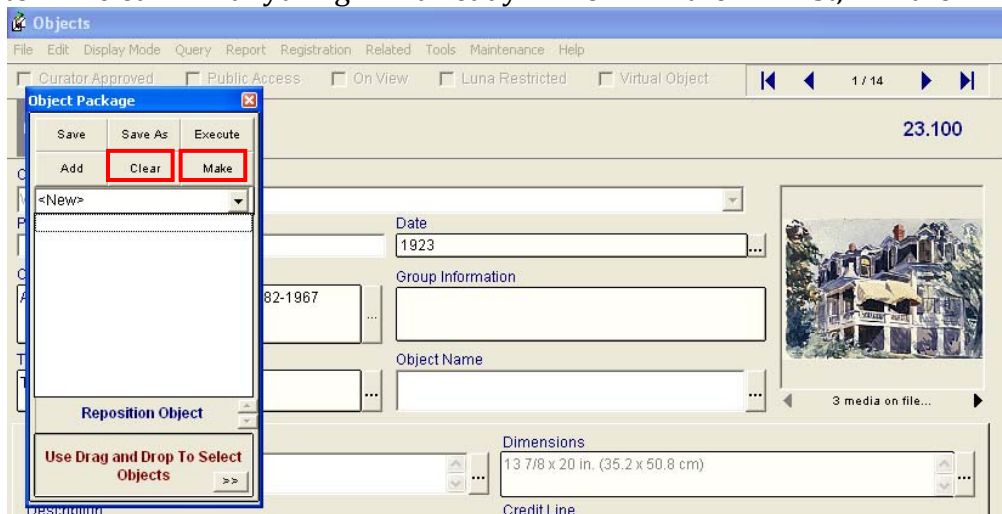 Objects
File Edit Display Mode Query Report Registration Related Tools Maintenance Help
Curator Approved Public Access On View Luna Restricted Virtual Object 1 / 14
Object Package
Save Save As Execute
23.100
Add Clear Make
<New>
Date
1923
Group Information
82-1967
...
Object Name
...
Reposition Object
3 media on file...
Use Drag and Drop To Select
Objects >>
Dimensions
13 7/8 x 20 in. (35.2 x 50.8 cm)
...
Credit Line